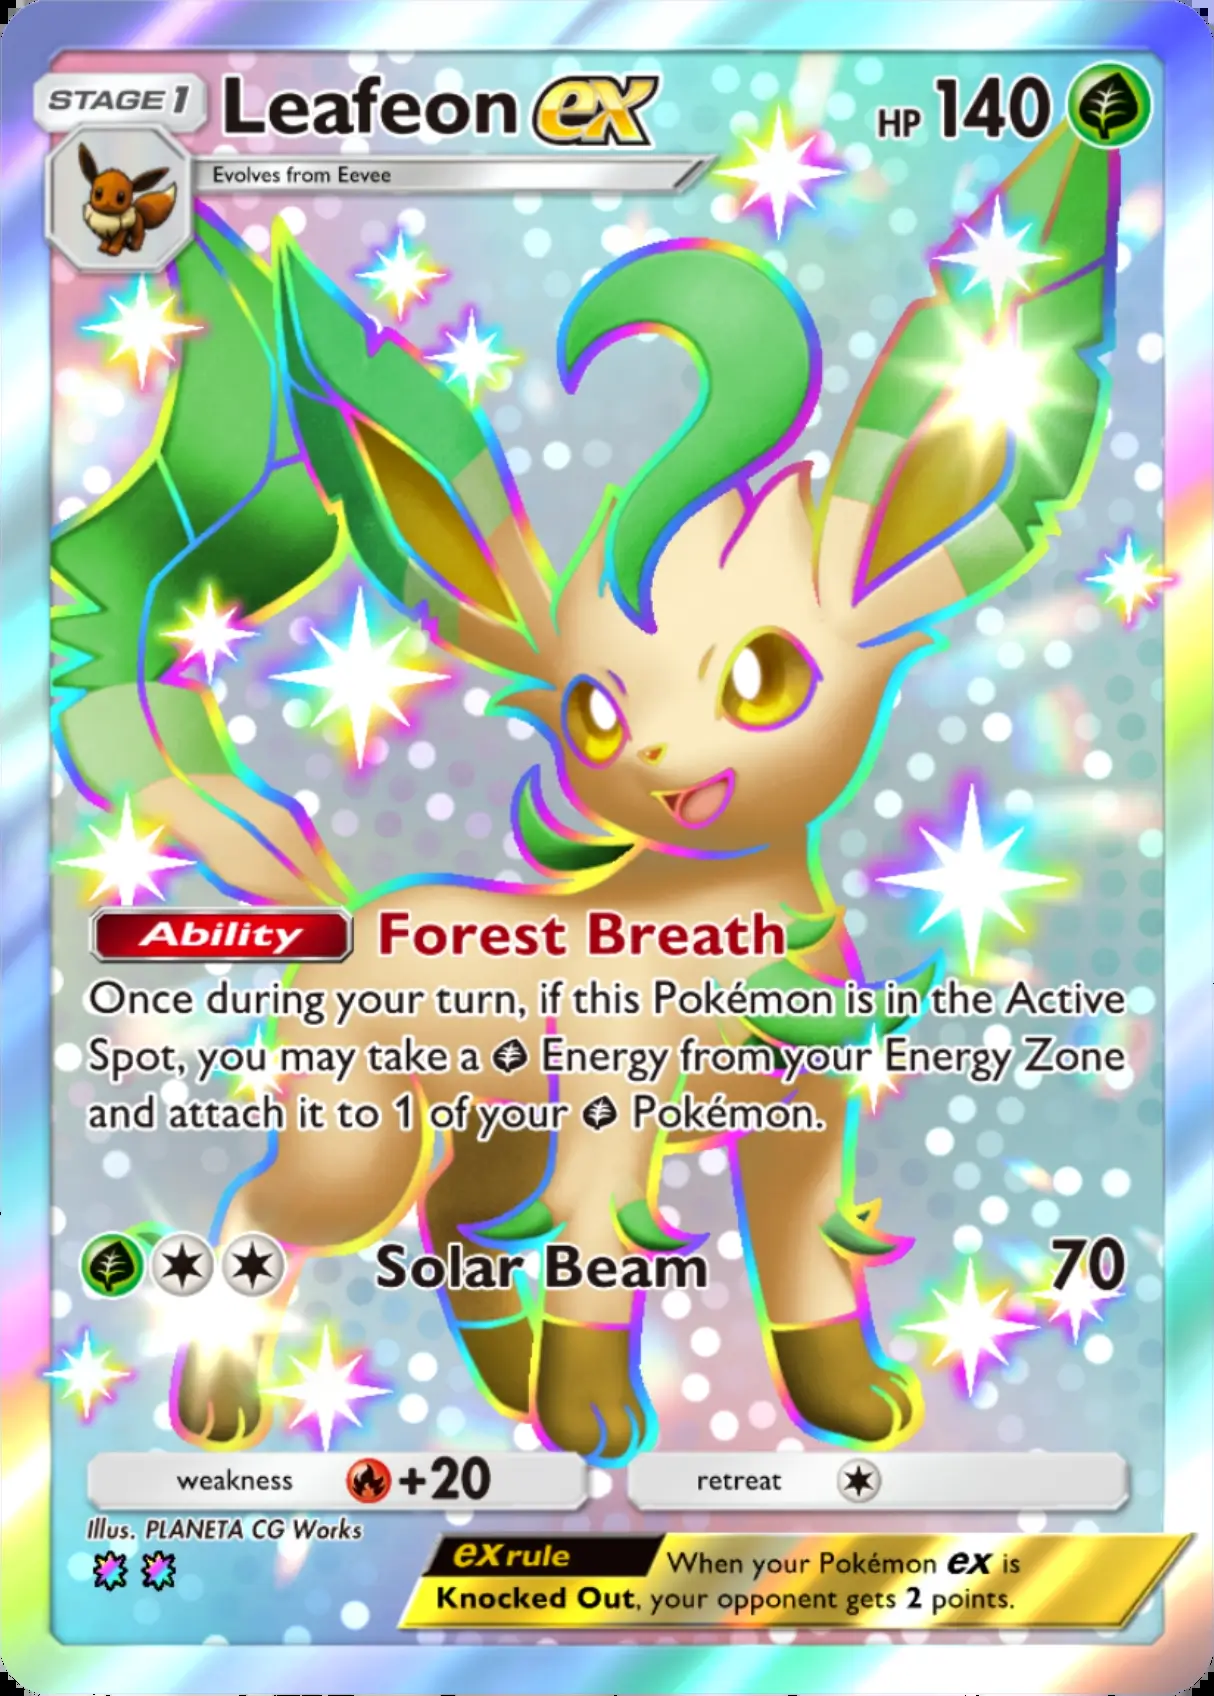 STAGE 1
Leafeon ex
HP 140
Evolves from Eevee
Ability Forest Breath
Once during your turn, if this Pokémon is in the Active
Spot, you may take a Energy from your Energy Zone
and attach it to 1 of your Pokémon.
Solar Beam 70
weakness +20
retreat
Illus. PLANETA CG Works
ex rule When your Pokémon ex is
Knocked Out, your opponent gets 2 points.